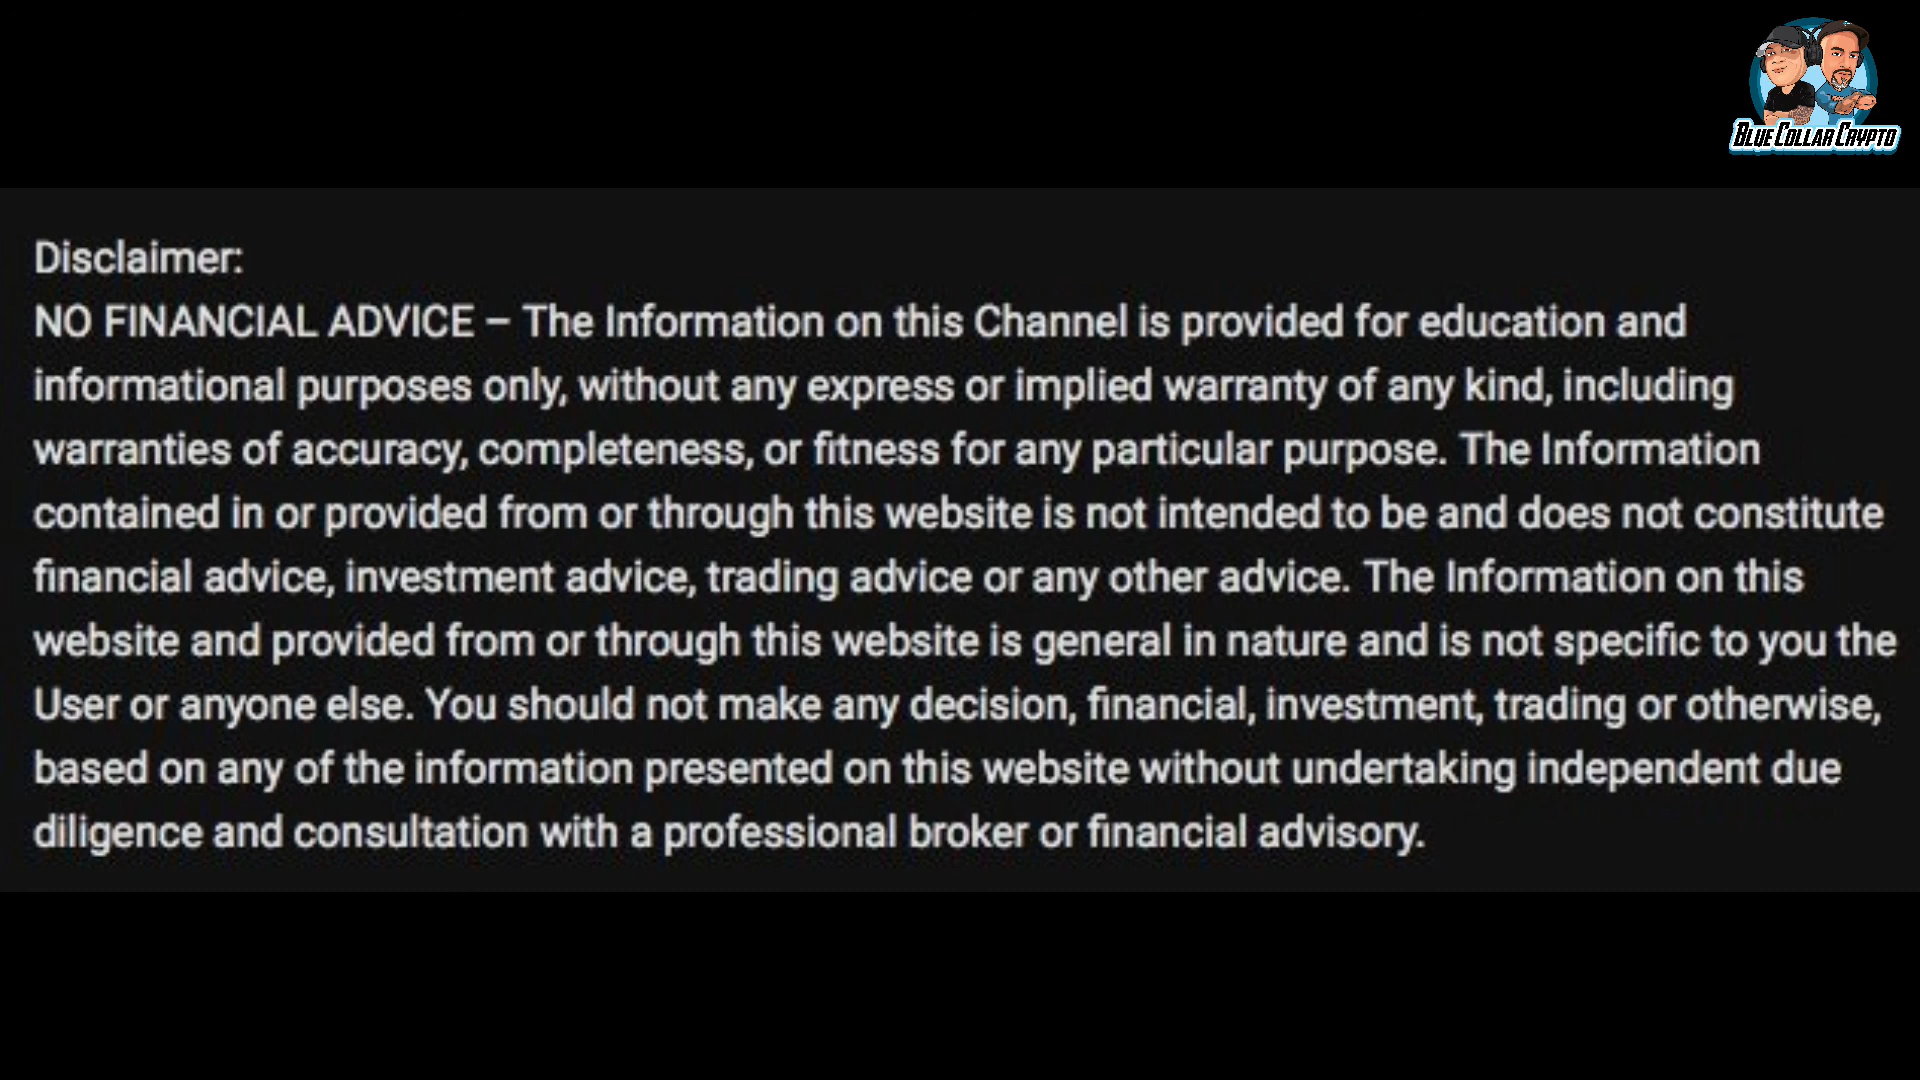 BLUE COLLAR CRYPTO
Disclaimer:
NO FINANCIAL ADVICE – The Information on this Channel is provided for education and
informational purposes only, without any express or implied warranty of any kind, including
warranties of accuracy, completeness, or fitness for any particular purpose. The Information
contained in or provided from or through this website is not intended to be and does not constitute
financial advice, investment advice, trading advice or any other advice. The Information on this
website and provided from or through this website is general in nature and is not specific to you the
User or anyone else. You should not make any decision, financial, investment, trading or otherwise,
based on any of the information presented on this website without undertaking independent due
diligence and consultation with a professional broker or financial advisory.